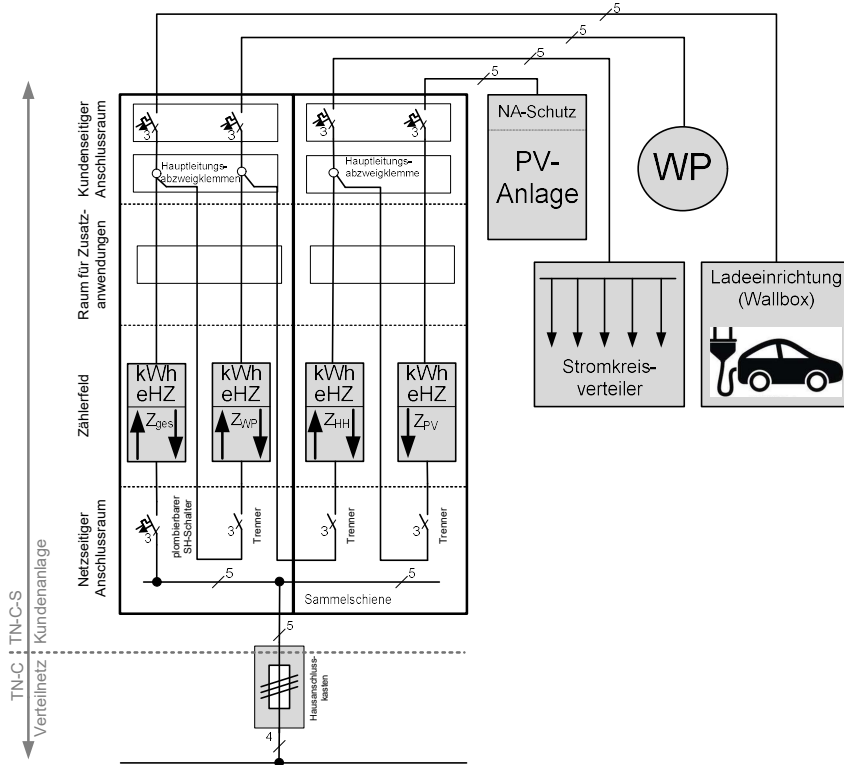 5
5
5
5
NA-Schutz
PV-
Anlage
WP
Ladeeinrichtung
(Wallbox)
Stromkreis-
verteiler
Kundenseitiger
Anschlussraum
3
3
3
3
Hauptleitungs-
abzweigklemmen
Hauptleitungs-
abzweigklemme
Raum für Zusatz-
anwendungen
Zählerfeld
kWh
eHZ
Zges
kWh
eHZ
ZWP
kWh
eHZ
ZHH
kWh
eHZ
ZPV
Netzseitiger
Anschlussraum
3
plombierbarer
SH-Schalter
3
Trenner
3
Trenner
3
Trenner
5
5
Sammelschiene
5
TN-C-S
Kundenanlage
TN-C
Verteilnetz
Hausanschluss-
kasten
4